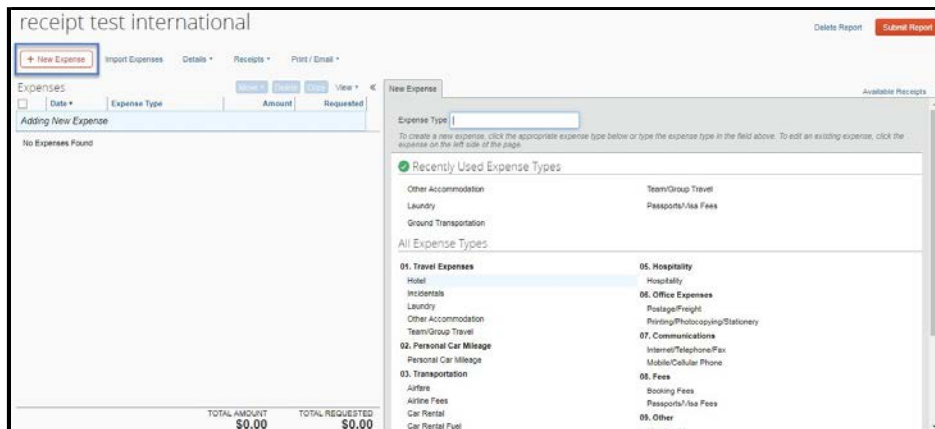 receipt test international
Delete Report
Submit Report
+ New Expense
Import Expenses
Details
Receipts
Print / Email
Expenses
Move
Delete
Copy
View
New Expense
Available Receipts
Date
Expense Type
Amount
Requested
Adding New Expense
No Expenses Found
Expense Type
To create a new expense, click the appropriate expense type below or type the expense type in the field above. To edit an existing expense, click the
expense on the left side of the page.
Recently Used Expense Types
Other Accommodation
Team/Group Travel
Laundry
Passports/Visa Fees
Ground Transportation
All Expense Types
01. Travel Expenses
Hotel
Incidentals
Laundry
Other Accommodation
Team/Group Travel
02. Personal Car Mileage
Personal Car Mileage
03. Transportation
Airfare
Airline Fees
Car Rental
Car Rental Fuel
05. Hospitality
Hospitality
06. Office Expenses
Postage/Freight
Printing/Photocopying/Stationery
07. Communications
Internet/Telephone/Fax
Mobile/Cellular Phone
08. Fees
Booking Fees
Passports/Visa Fees
09. Other
TOTAL AMOUNT
$0.00
TOTAL REQUESTED
$0.00